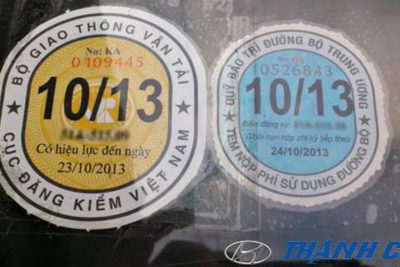 BỘ GIAO THÔNG VẬN TẢI
No: KA
0109445
10/13
Có hiệu lực đến ngày
23/10/2013
CỤC ĐĂNG KIỂM VIỆT NAM
QUỸ BẢO TRÌ ĐƯỜNG BỘ TRUNG ƯƠNG
No:
10526843
10/13
Biển đăng ký:
Thời hạn nộp phí kỳ tiếp theo
24/10/2013
TEM NỘP PHÍ SỬ DỤNG ĐƯỜNG BỘ
THÀNH C